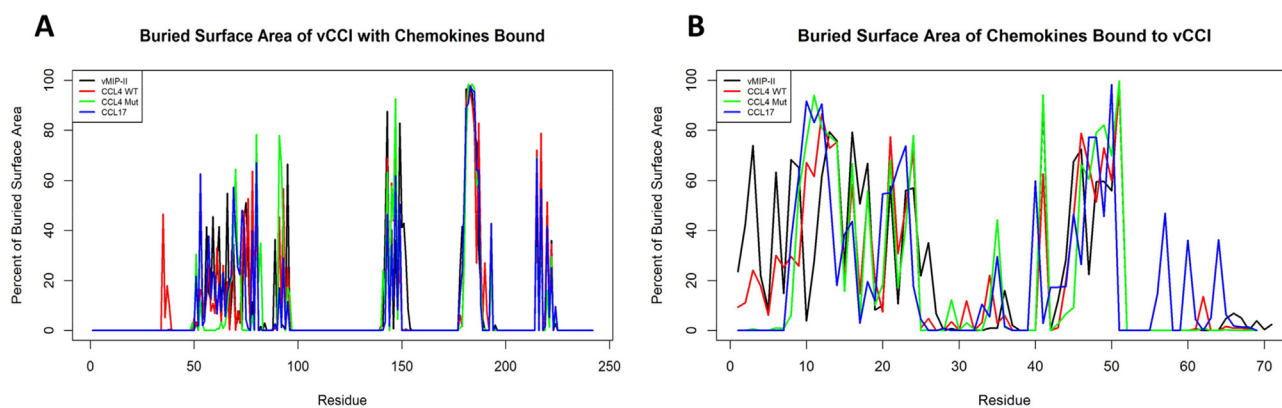 A
Buried Surface Area of vCCI with Chemokines Bound
vMIP-II
CCL4 WT
CCL4 Mut
CCL17
Percent of Buried Surface Area
100
80
60
40
20
0
0 50 100 150 200 250
Residue
B
Buried Surface Area of Chemokines Bound to vCCI
vMIP-II
CCL4 WT
CCL4 Mut
CCL17
Percent of Buried Surface Area
100
80
60
40
20
0
0 10 20 30 40 50 60 70
Residue